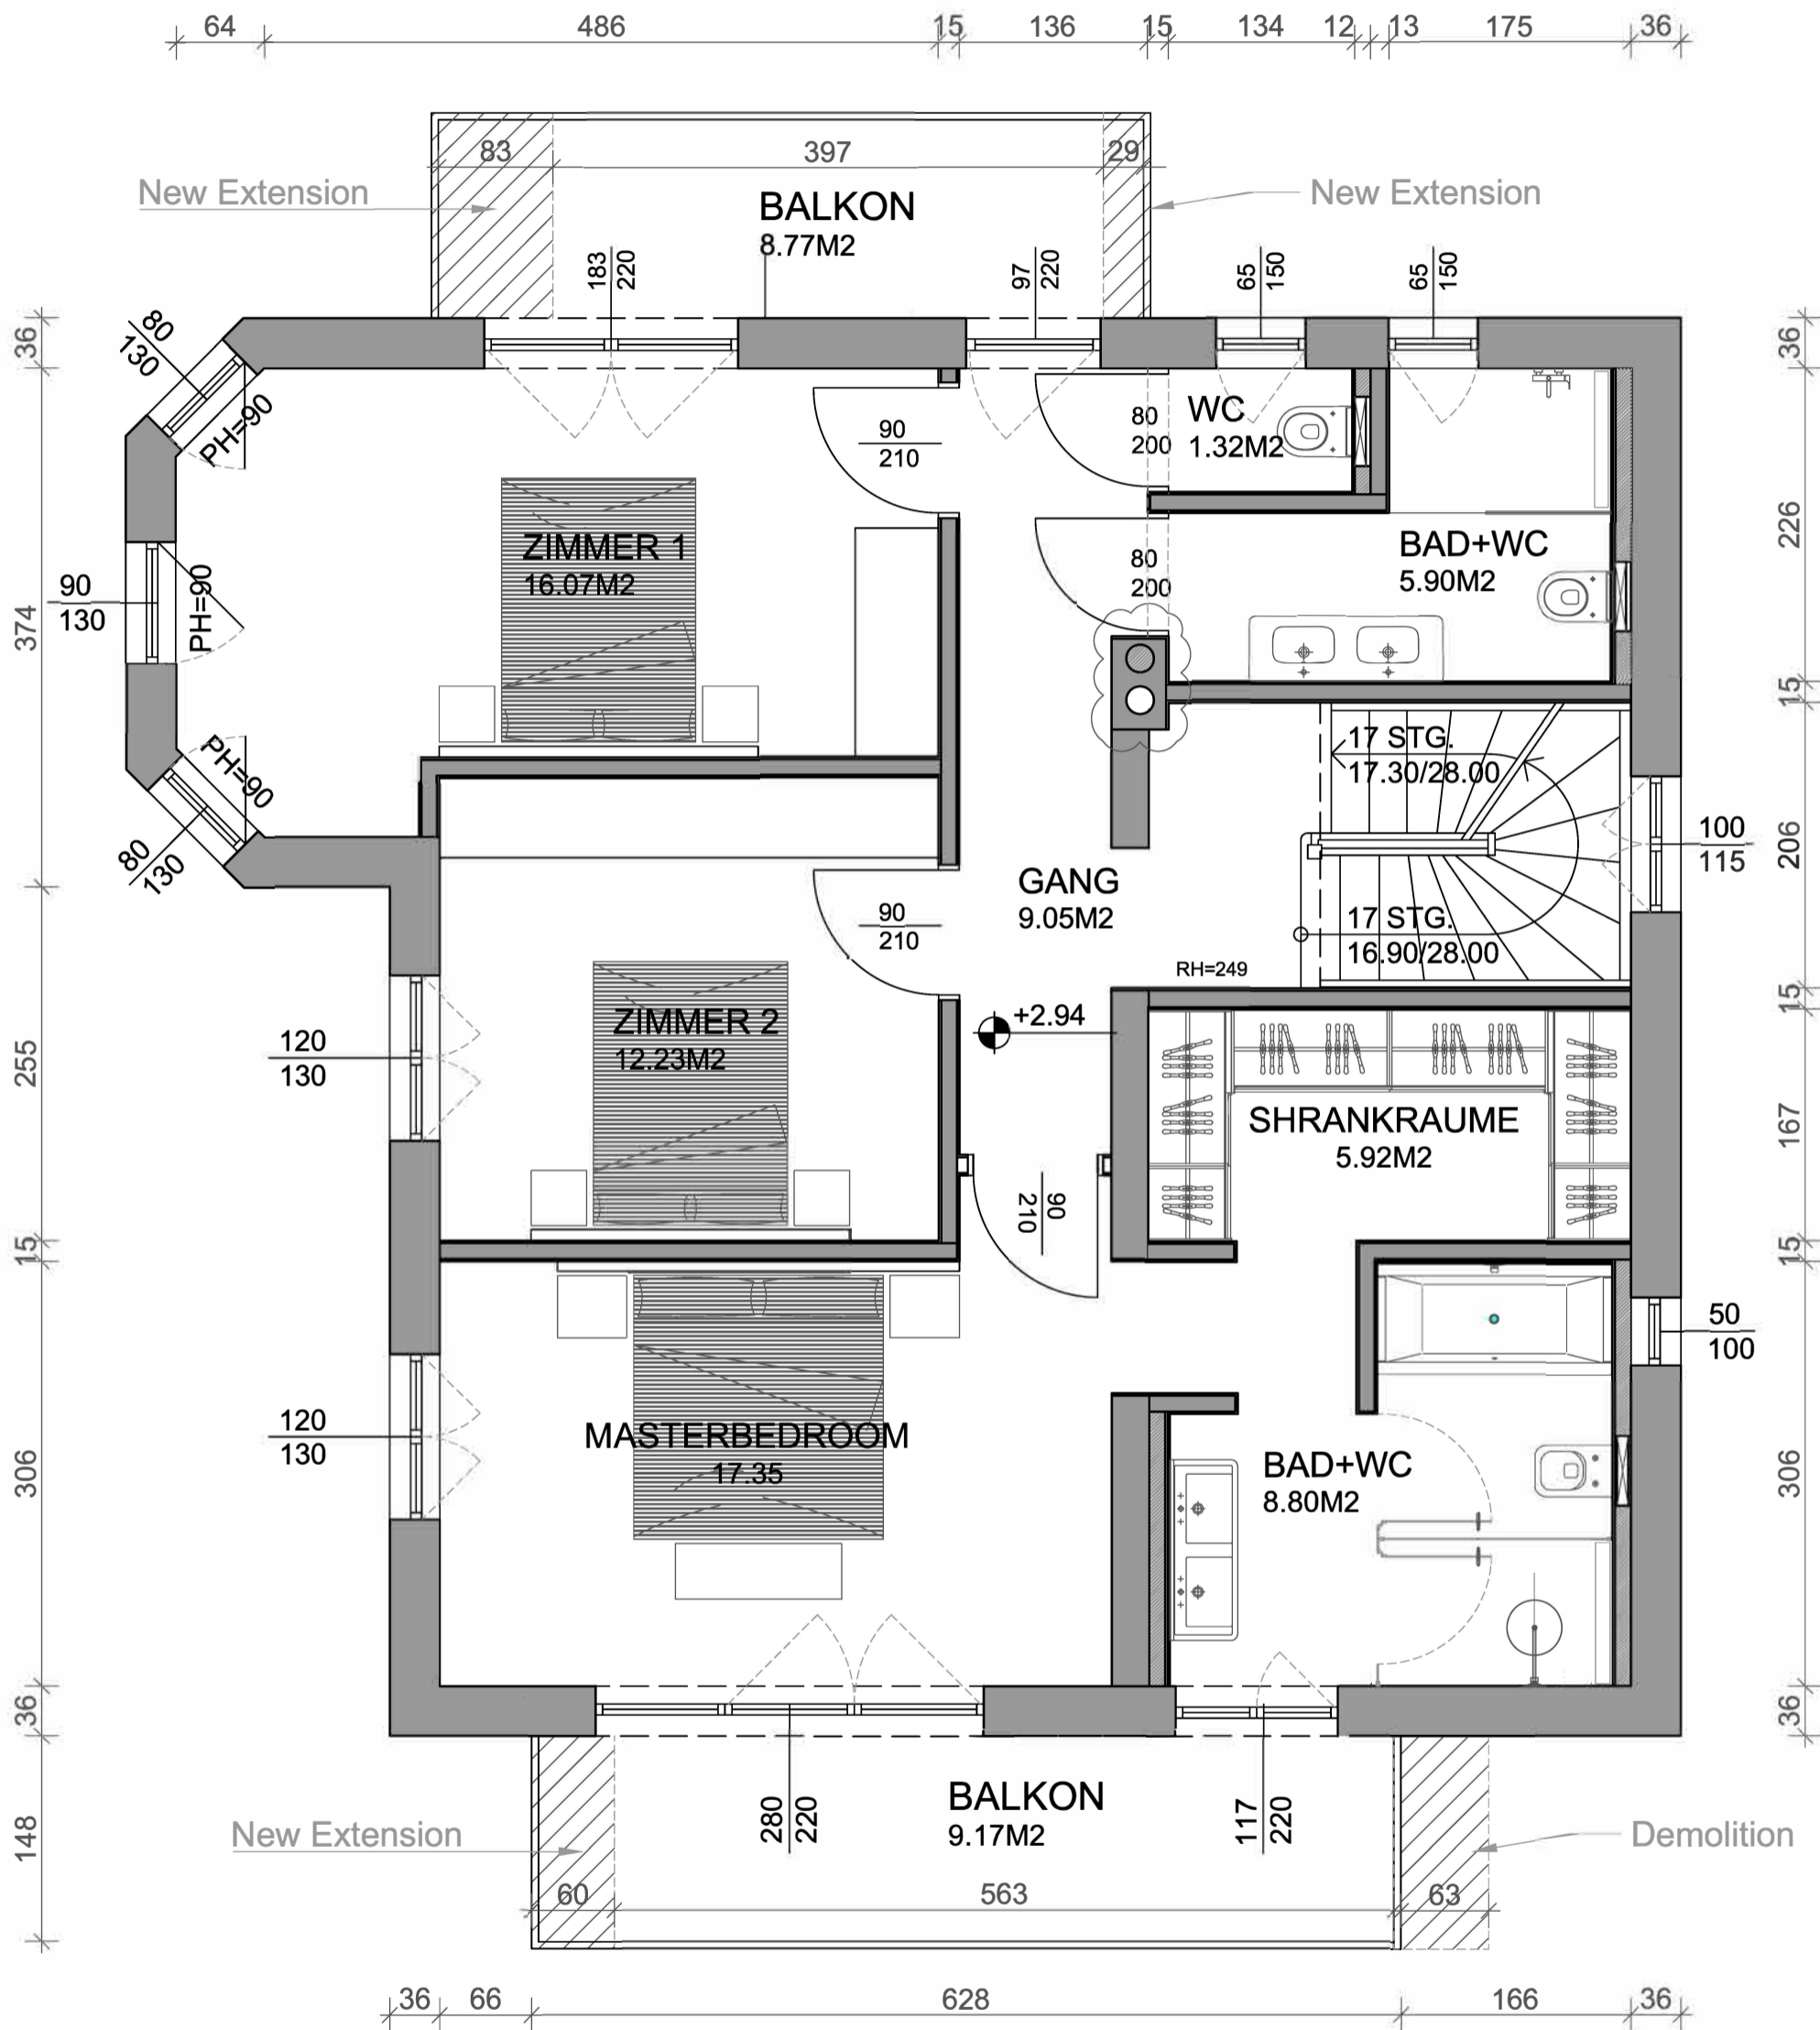 64 486 15 136 15 134 12 13 175 36
83 397 29
New Extension
New Extension
BALKON
8.77M2
183
220
97
220
65
150
65
150
36
36
80
130
PH=90
90
210
80
200
WC
1.32M2
ZIMMER 1
16.07M2
80
200
BAD+WC
5.90M2
226
90
130
PH=90
374
15
PH=90
80
130
17 STG.
17.30/28.00
100
115
206
GANG
9.05M2
90
210
17 STG.
16.90/28.00
RH=249
15
+2.94
ZIMMER 2
12.23M2
120
130
255
SHRANKRAUME
5.92M2
167
90
210
15
15
50
100
MASTERBEDROOM
17.35
120
130
306
BAD+WC
8.80M2
306
36
36
280
220
BALKON
9.17M2
117
220
New Extension
Demolition
148
60 563 63
36 66 628 166 36